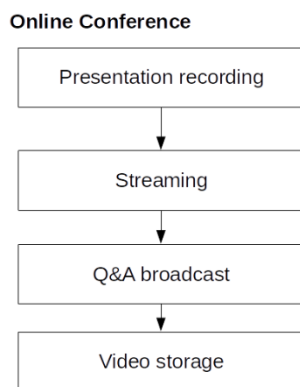 Online Conference
Presentation recording
Streaming
Q&A broadcast
Video storage